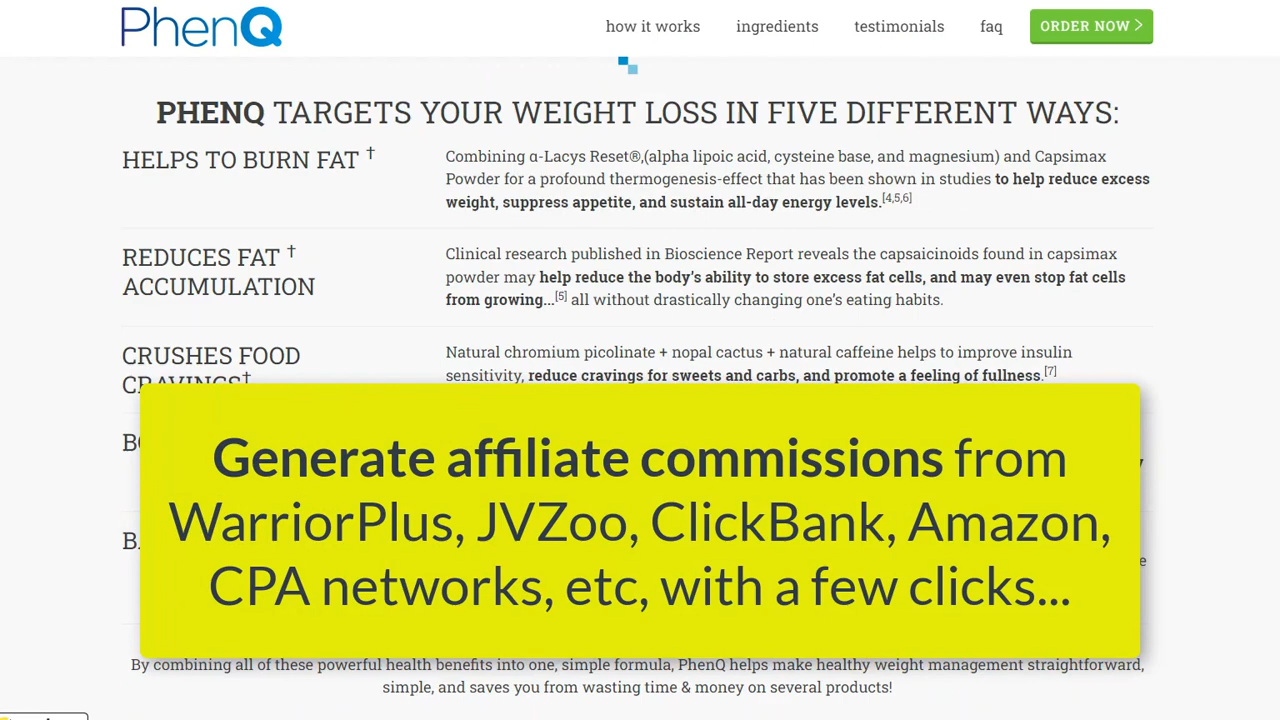 PhenQ
how it works ingredients testimonials faq ORDER NOW >
PHENQ TARGETS YOUR WEIGHT LOSS IN FIVE DIFFERENT WAYS:
HELPS TO BURN FAT †
Combining α-Lacys Reset®,(alpha lipoic acid, cysteine base, and magnesium) and Capsimax
Powder for a profound thermogenesis-effect that has been shown in studies to help reduce excess
weight, suppress appetite, and sustain all-day energy levels.[4,5,6]
REDUCES FAT †
ACCUMULATION
Clinical research published in Bioscience Report reveals the capsaicinoids found in capsimax
powder may help reduce the body's ability to store excess fat cells, and may even stop fat cells
from growing...[5] all without drastically changing one's eating habits.
CRUSHES FOOD
CRAVINGS†
Natural chromium picolinate + nopal cactus + natural caffeine helps to improve insulin
sensitivity, reduce cravings for sweets and carbs, and promote a feeling of fullness.[7]
Generate affiliate commissions from
WarriorPlus, JVZoo, ClickBank, Amazon,
CPA networks, etc, with a few clicks...
By combining all of these powerful health benefits into one, simple formula, PhenQ helps make healthy weight management straightforward,
simple, and saves you from wasting time & money on several products!